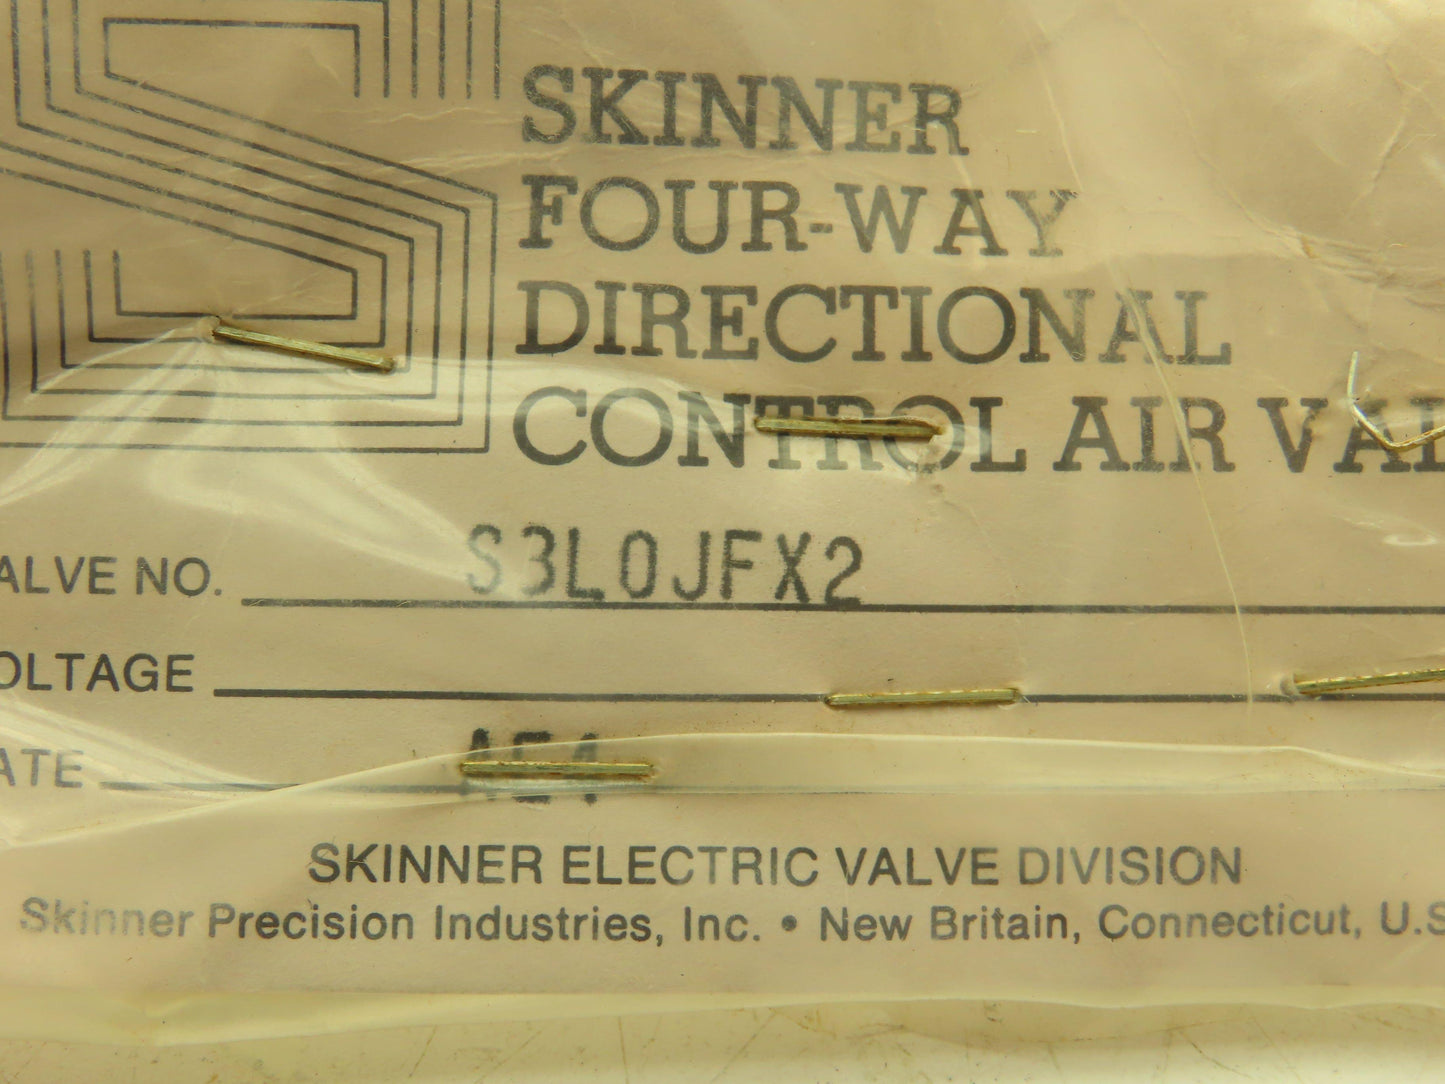 SKINNER
FOUR-WAY
DIRECTIONAL
CONTROL AIR VAL
ALVE NO. S3L0JFX2
OLTAGE
ATE
SKINNER ELECTRIC VALVE DIVISION
Skinner Precision Industries, Inc. • New Britain, Connecticut, U.S